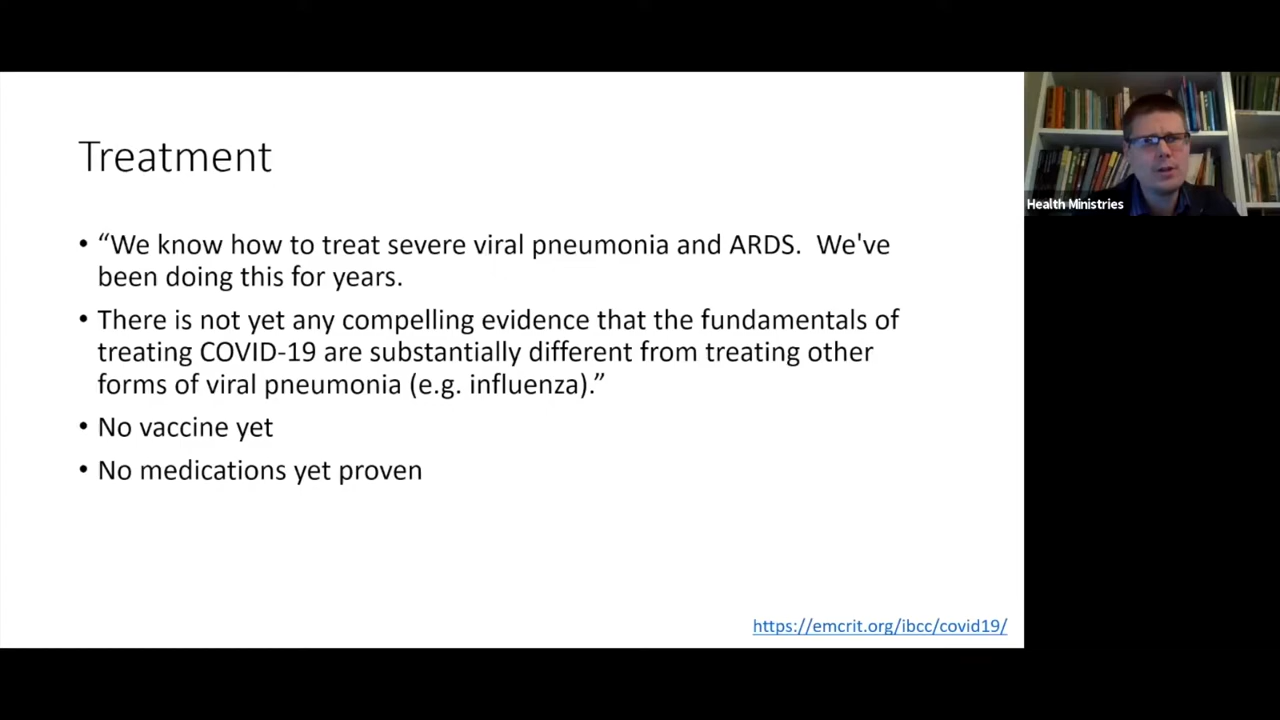 Treatment
• “We know how to treat severe viral pneumonia and ARDS.  We've
been doing this for years.
• There is not yet any compelling evidence that the fundamentals of
treating COVID-19 are substantially different from treating other
forms of viral pneumonia (e.g. influenza).”
• No vaccine yet
• No medications yet proven
https://emcrit.org/ibcc/covid19/
Health Ministries